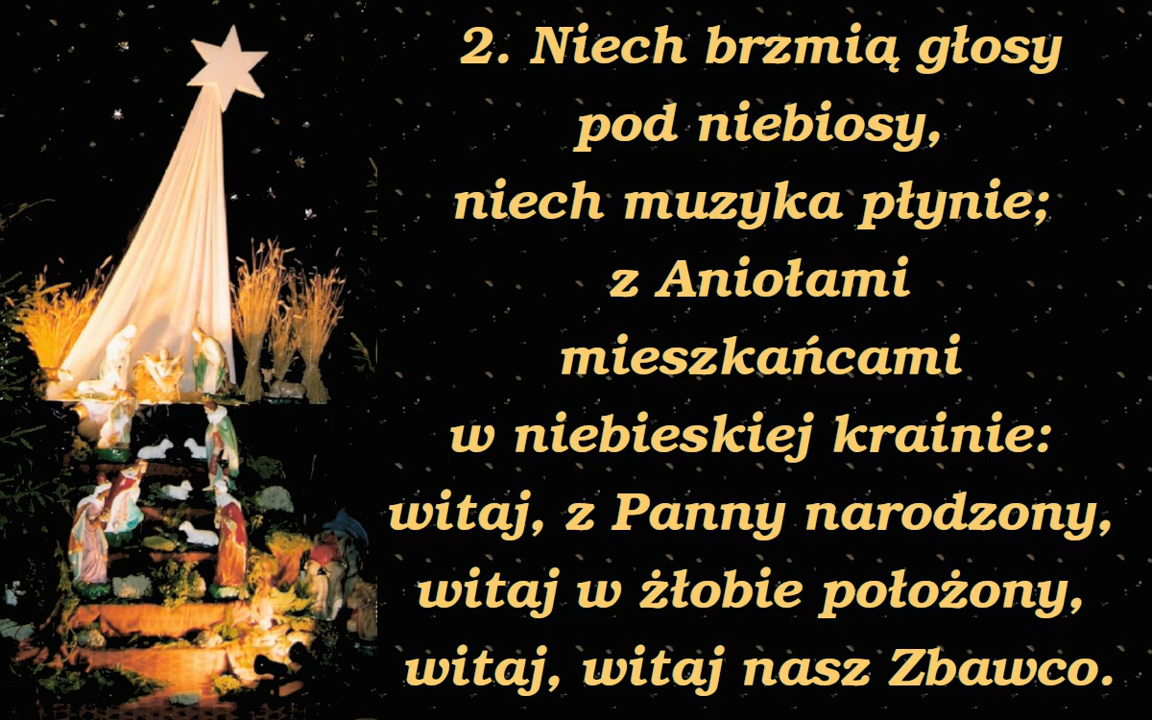 2. Niech brzmią głosy
pod niebiosy,
niech muzyka płynie;
z Aniołami
mieszkańcami
w niebieskiej krainie:
witaj, z Panny narodzony,
witaj w żłobie położony,
witaj, witaj nasz Zbawco.